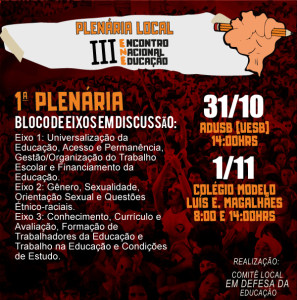 PLENÁRIA LOCAL
III ENCONTRO
NACIONAL
EDUCAÇÃO
1ª PLENÁRIA
BLOCO DE EIXOS EM DISCUSSÃO:
Eixo 1: Universalização da
Educação, Acesso e Permanência,
Gestão/Organização do Trabalho
Escolar e Financiamento da
Educação.
Eixo 2: Gênero, Sexualidade,
Orientação Sexual e Questões
Étnico-raciais.
Eixo 3: Conhecimento, Currículo e
Avaliação, Formação de
Trabalhadores da Educação e
Trabalho na Educação e Condições
de Estudo.
31/10
ADUSB (UESB)
14:00HRS
1/11
COLÉGIO MODELO
LUÍS E. MAGALHÃES
8:00 E 14:00HRS
REALIZAÇÃO:
COMITÊ LOCAL
EM DEFESA DA
EDUCAÇÃO